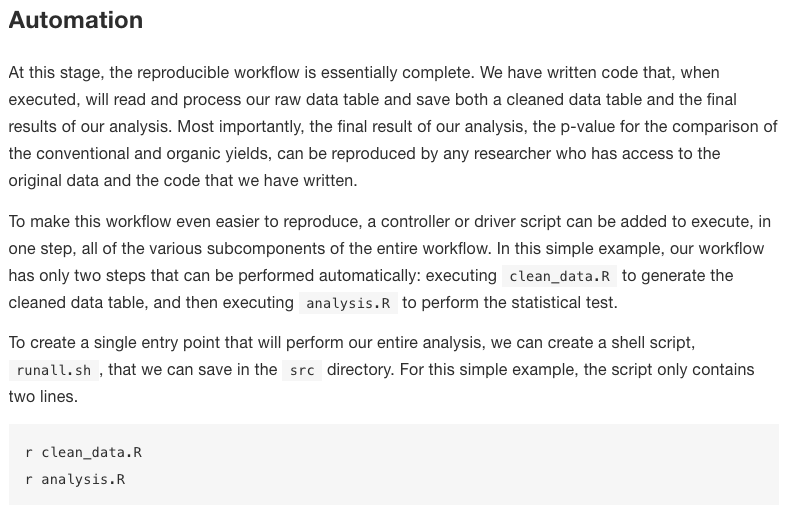 Automation
At this stage, the reproducible workflow is essentially complete. We have written code that, when
executed, will read and process our raw data table and save both a cleaned data table and the final
results of our analysis. Most importantly, the final result of our analysis, the p-value for the comparison of
the conventional and organic yields, can be reproduced by any researcher who has access to the
original data and the code that we have written.
To make this workflow even easier to reproduce, a controller or driver script can be added to execute, in
one step, all of the various subcomponents of the entire workflow. In this simple example, our workflow
has only two steps that can be performed automatically: executing clean_data.R to generate the
cleaned data table, and then executing analysis.R to perform the statistical test.
To create a single entry point that will perform our entire analysis, we can create a shell script,
runall.sh , that we can save in the src directory. For this simple example, the script only contains
two lines.
r clean_data.R
r analysis.R